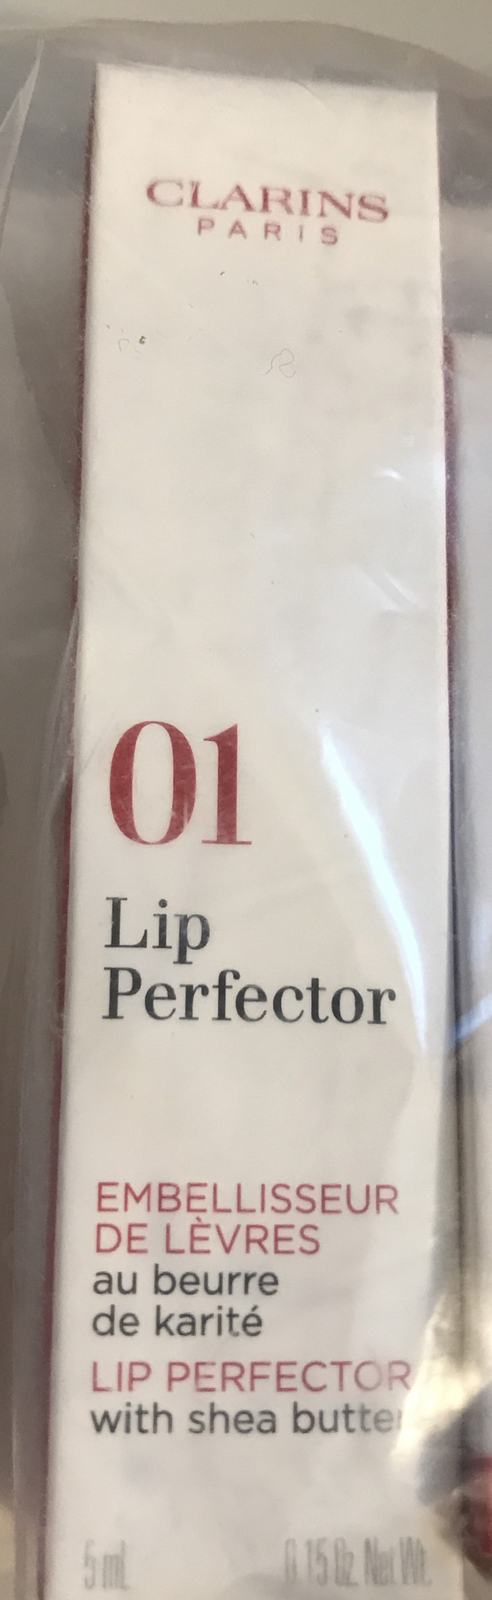 CLARINS
PARIS
01
Lip
Perfector
EMBELLISSEUR
DE LÈVRES
au beurre
de karité
LIP PERFECTOR
with shea butter
5 ml 0.15 Oz. Net Wt.